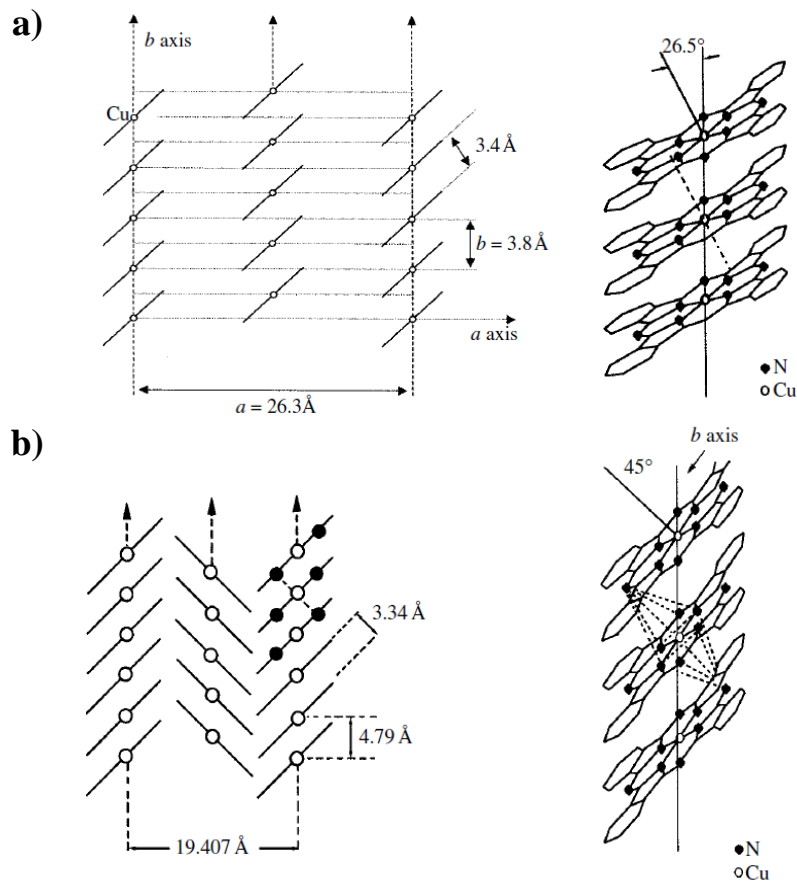 a)
b axis
Cu
3.4 Å
b = 3.8 Å
a axis
a = 26.3Å
26.5°
N
Cu
b)
3.34 Å
4.79 Å
19.407 Å
b axis
45°
N
Cu